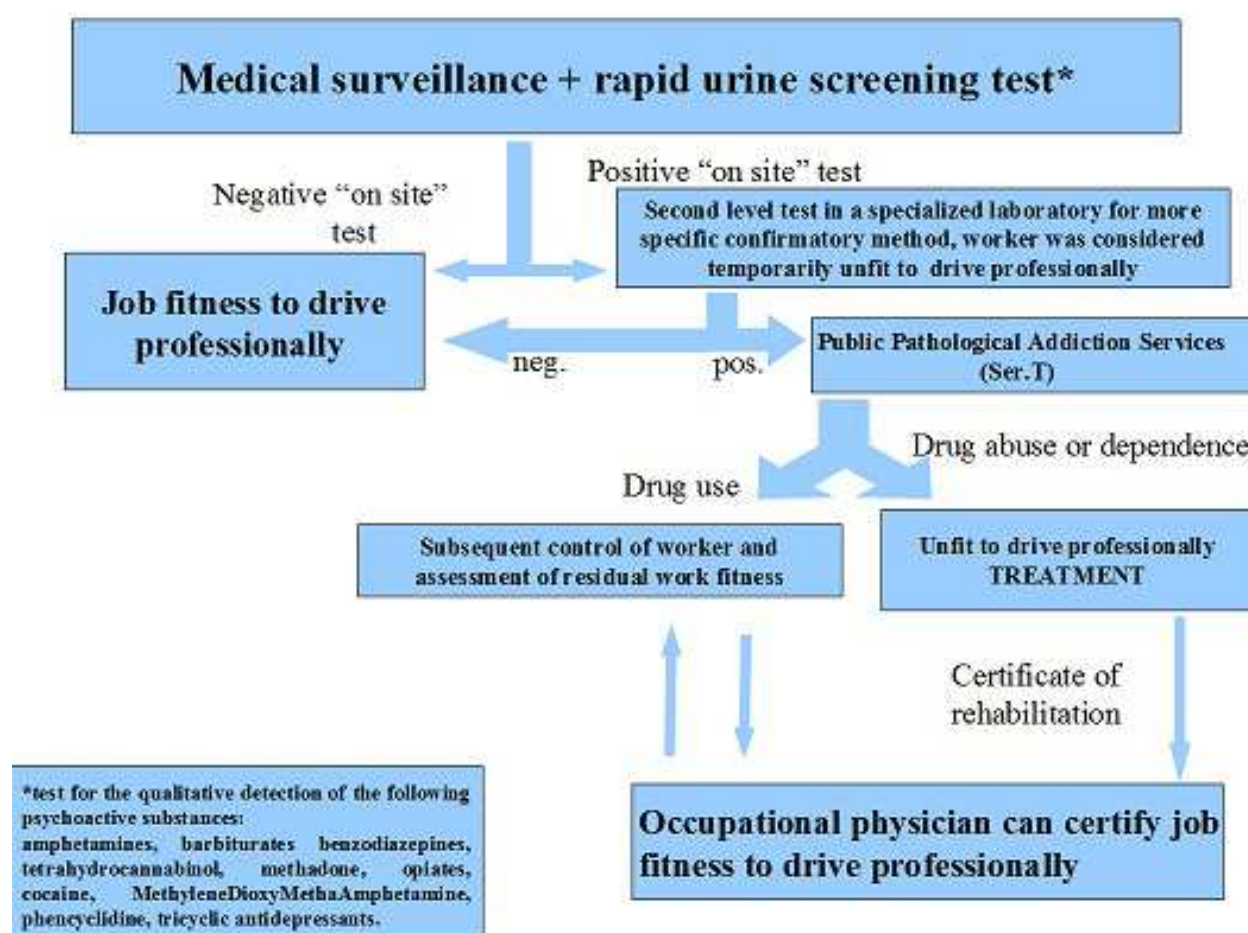 Medical surveillance + rapid urine screening test*
Negative “on site”
test
Positive “on site” test
Second level test in a specialized laboratory for more
specific confirmatory method, worker was considered
temporarily unfit to drive professionally
Job fitness to drive
professionally
neg.
pos.
Public Pathological Addiction Services
(Ser.T)
Drug use
Drug abuse or dependence
Subsequent control of worker and
assessment of residual work fitness
Unfit to drive professionally
TREATMENT
Certificate of
rehabilitation
*test for the qualitative detection of the following
psychoactive substances:
amphetamines, barbiturates benzodiazepines,
tetrahydrocannabinol, methadone, opiates,
cocaine, MethyleneDioxyMethaAmphetamine,
phencyclidine, tricyclic antidepressants.
Occupational physician can certify job
fitness to drive professionally